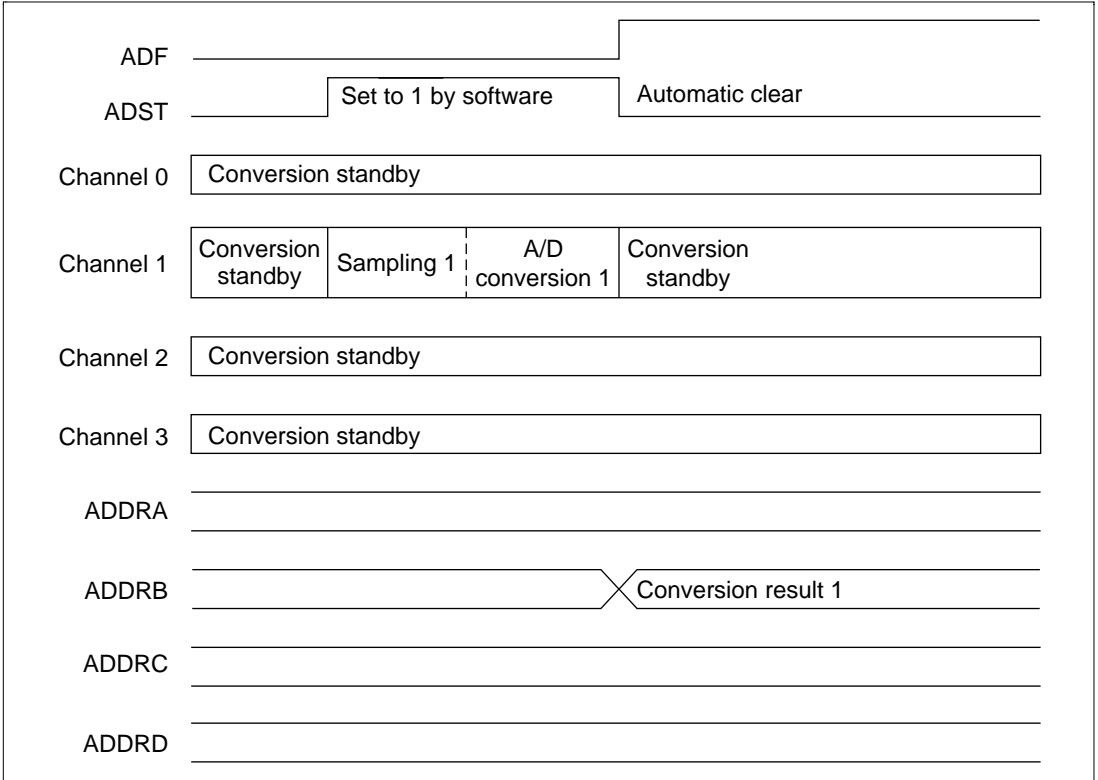 ADF
ADST
Set to 1 by software
Automatic clear
Channel 0
Conversion standby
Channel 1
Conversion
standby
Sampling 1
A/D
conversion 1
Conversion
standby
Channel 2
Conversion standby
Channel 3
Conversion standby
ADDRA
ADDRB
Conversion result 1
ADDRC
ADDRD